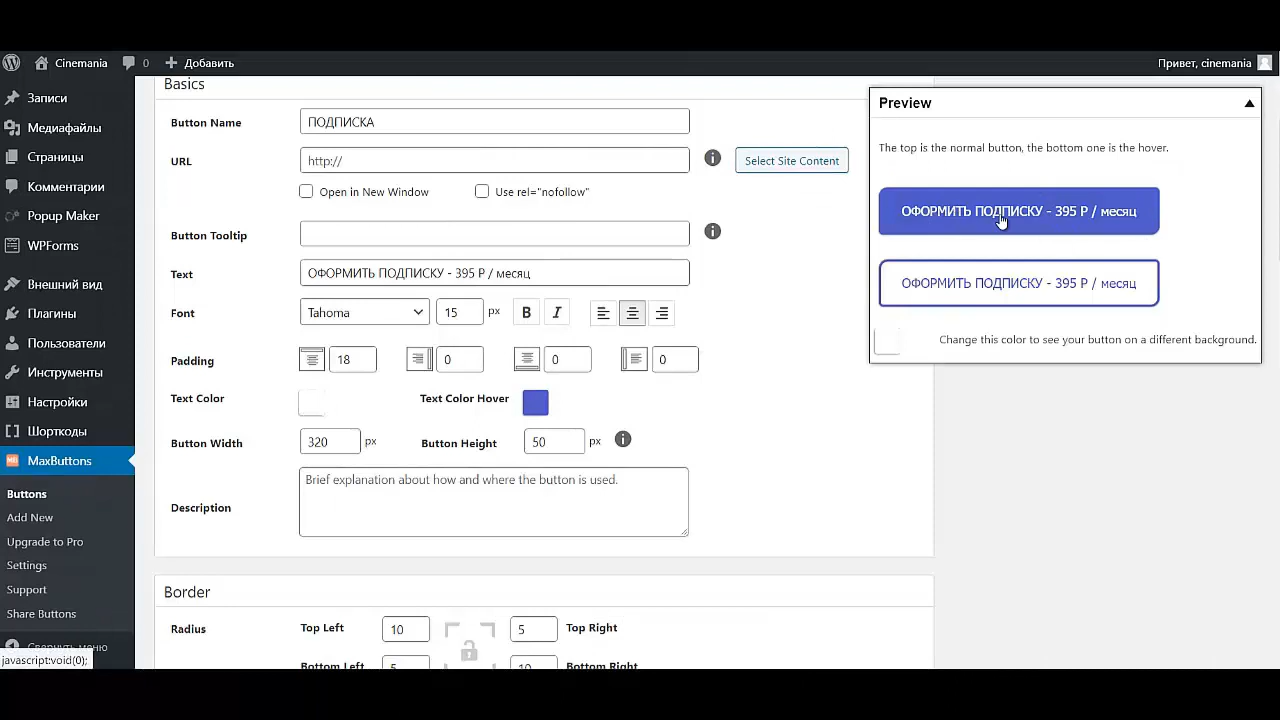 Cinemania 0 Добавить Привет, cinemania
Записи
Медиафайлы
Страницы
Комментарии
Popup Maker
WPForms
Внешний вид
Плагины
Пользователи
Инструменты
Настройки
Шорткоды
MaxButtons
Buttons
Add New
Upgrade to Pro
Settings
Support
Share Buttons
Свернуть меню
javascript:void(0);
Basics
Button Name ПОДПИСКА
URL http:// Select Site Content
Open in New Window Use rel="nofollow"
Button Tooltip
Text ОФОРМИТЬ ПОДПИСКУ - 395 Р / месяц
Font Tahoma 15 px B I
Padding 18 0 0 0
Text Color Text Color Hover
Button Width 320 px Button Height 50 px
Description Brief explanation about how and where the button is used.
Border
Radius Top Left 10 5 Top Right
Bottom Left 5 10 Bottom Right
Preview
The top is the normal button, the bottom one is the hover.
ОФОРМИТЬ ПОДПИСКУ - 395 Р / месяц
ОФОРМИТЬ ПОДПИСКУ - 395 Р / месяц
Change this color to see your button on a different background.